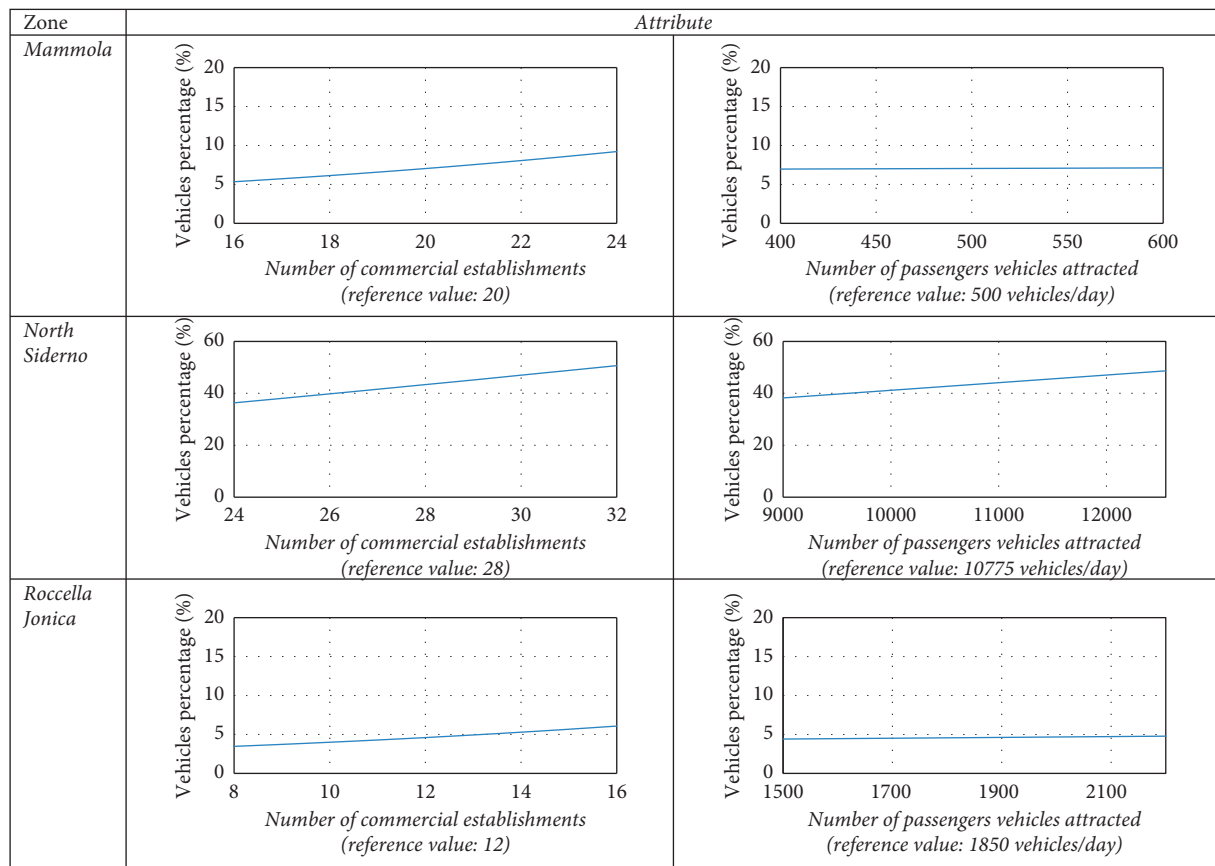 Zone Attribute
Mammola
Vehicles percentage (%)
20
15
10
5
0
16 18 20 22 24
Number of commercial establishments
(reference value: 20)
Vehicles percentage (%)
20
15
10
5
0
400 450 500 550 600
Number of passengers vehicles attracted
(reference value: 500 vehicles/day)
North
Siderno
Vehicles percentage (%)
60
40
20
0
24 26 28 30 32
Number of commercial establishments
(reference value: 28)
Vehicles percentage (%)
60
40
20
0
9000 10000 11000 12000
Number of passengers vehicles attracted
(reference value: 10775 vehicles/day)
Roccella
Jonica
Vehicles percentage (%)
20
15
10
5
0
8 10 12 14 16
Number of commercial establishments
(reference value: 12)
Vehicles percentage (%)
20
15
10
5
0
1500 1700 1900 2100
Number of passengers vehicles attracted
(reference value: 1850 vehicles/day)